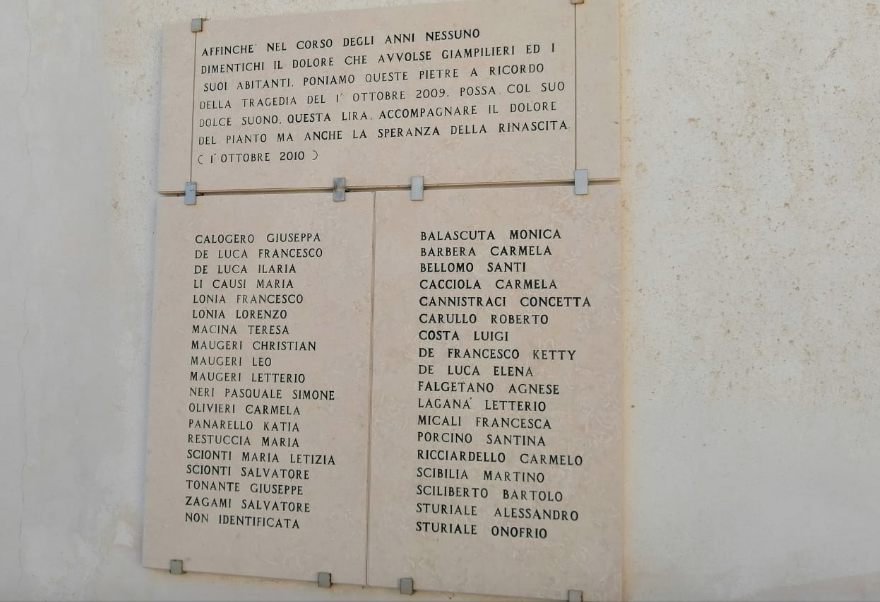 AFFINCHE' NEL CORSO DEGLI ANNI NESSUNO
DIMENTICHI IL DOLORE CHE AVVOLSE GIAMPILIERI ED I
SUOI ABITANTI, PONIAMO QUESTE PIETRE A RICORDO
DELLA TRAGEDIA DEL 1° OTTOBRE 2009. POSSA, COL SUO
DOLCE SUONO, QUESTA LIRA, ACCOMPAGNARE IL DOLORE
DEL PIANTO MA ANCHE LA SPERANZA DELLA RINASCITA
( 1° OTTOBRE 2010 )
CALOGERO GIUSEPPA
DE LUCA FRANCESCO
DE LUCA ILARIA
LI CAUSI MARIA
LONIA FRANCESCO
LONIA LORENZO
MACINA TERESA
MAUGERI CHRISTIAN
MAUGERI LEO
MAUGERI LETTERIO
NERI PASQUALE SIMONE
OLIVIERI CARMELA
PANARELLO KATIA
RESTUCCIA MARIA
SCIONTI MARIA LETIZIA
SCIONTI SALVATORE
TONANTE GIUSEPPE
ZAGAMI SALVATORE
NON IDENTIFICATA
BALASCUTA MONICA
BARBERA CARMELA
BELLOMO SANTI
CACCIOLA CARMELA
CANNISTRACI CONCETTA
CARULLO ROBERTO
COSTA LUIGI
DE FRANCESCO KETTY
DE LUCA ELENA
FALGETANO AGNESE
LAGANA' LETTERIO
MICALI FRANCESCA
PORCINO SANTINA
RICCIARDELLO CARMELO
SCIBILIA MARTINO
SCILIBERTO BARTOLO
STURIALE ALESSANDRO
STURIALE ONOFRIO